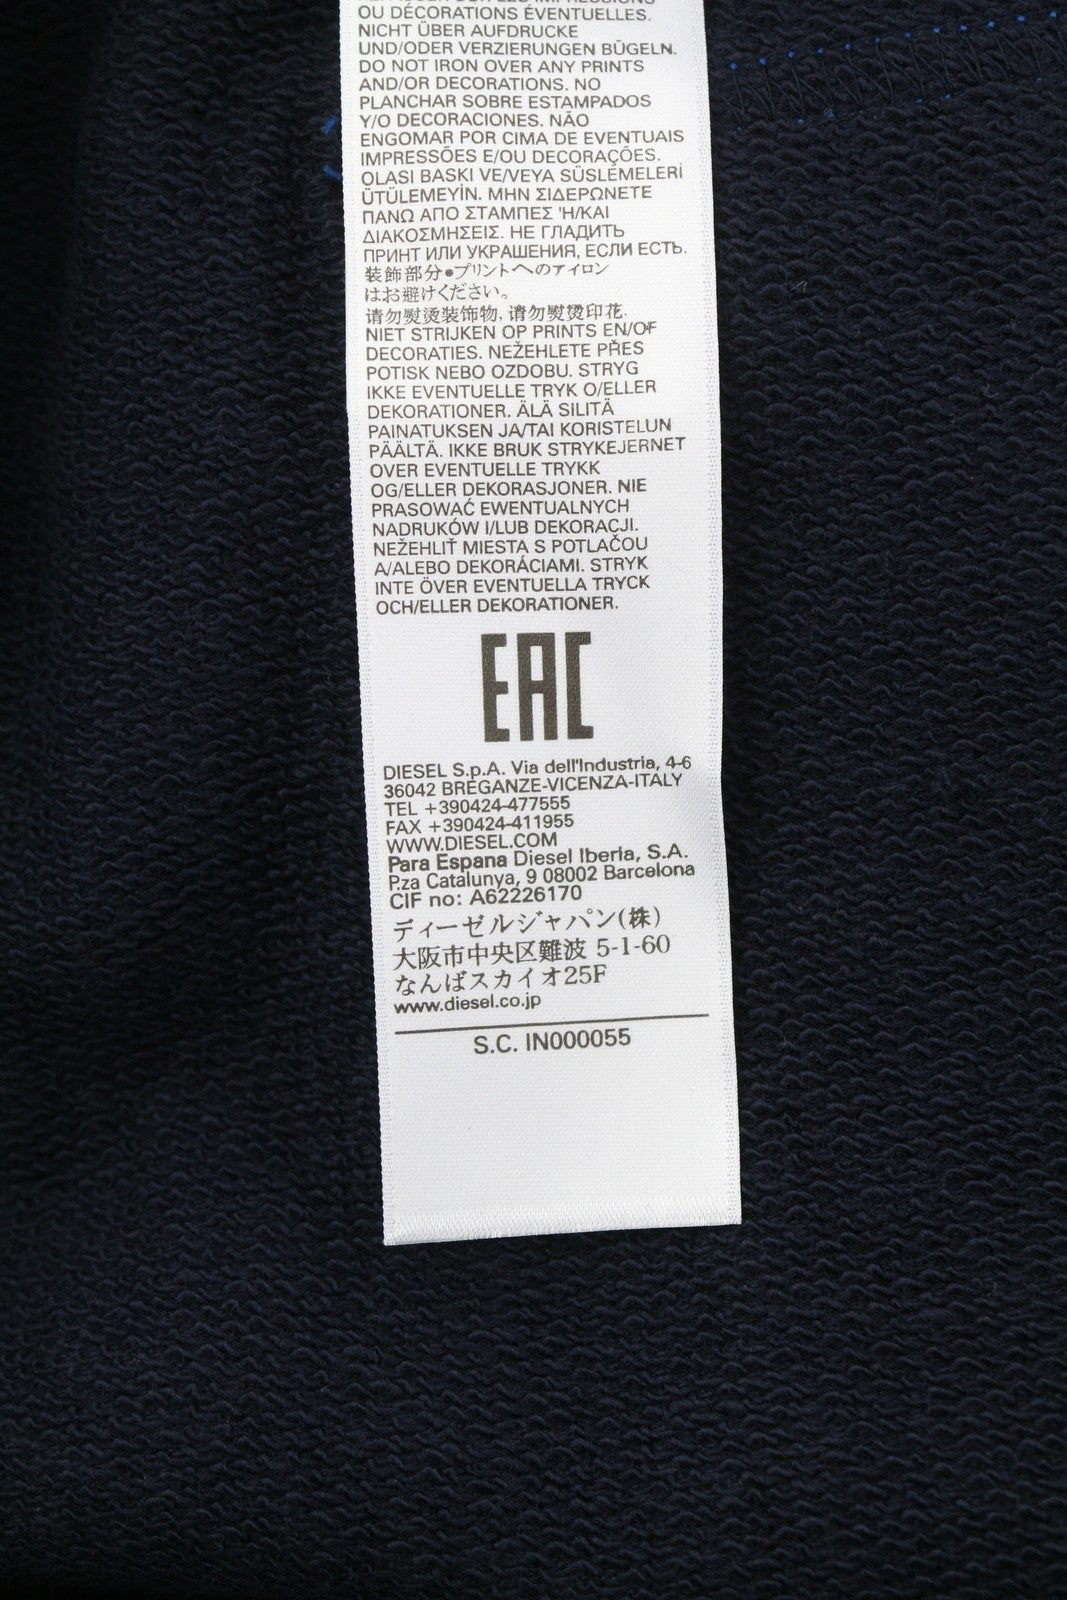 OU DÉCORATIONS ÉVENTUELLES.
NICHT ÜBER AUFDRUCKE
UND/ODER VERZIERUNGEN BÜGELN.
DO NOT IRON OVER ANY PRINTS
AND/OR DECORATIONS. NO
PLANCHAR SOBRE ESTAMPADOS
Y/O DECORACIONES. NÃO
ENGOMAR POR CIMA DE EVENTUAIS
IMPRESSÕES E/OU DECORAÇÕES.
OLASI BASKI VE/VEYA SÜSLEMELERİ
ÜTÜLEMEYİN. ΜΗΝ ΣΙΔΕΡΩΝΕΤΕ
ΠΑΝΩ ΑΠΟ ΣΤΑΜΠΕΣ 'Η/ΚΑΙ
ΔΙΑΚΟΣΜΗΣΕΙΣ. НЕ ГЛАДИТЬ
ПРИНТ ИЛИ УКРАШЕНИЯ, ЕСЛИ ЕСТЬ.
装飾部分●プリントへのアイロン
はお避けください。
请勿熨烫装饰物, 请勿熨烫印花.
NIET STRIJKEN OP PRINTS EN/OF
DECORATIES. NEŽEHLETE PŘES
POTISK NEBO OZDOBU. STRYG
IKKE EVENTUELLE TRYK O/ELLER
DEKORATIONER. ÄLÄ SILITÄ
PAINATUKSEN JA/TAI KORISTELUN
PÄÄLTÄ. IKKE BRUK STRYKEJERNET
OVER EVENTUELLE TRYKK
OG/ELLER DEKORASJONER. NIE
PRASOWAĆ EWENTUALNYCH
NADRUKÓW I/LUB DEKORACJI.
NEŽEHLIŤ MIESTA S POTLAČOU
A/ALEBO DEKORÁCIAMI. STRYK
INTE ÖVER EVENTUELLA TRYCK
OCH/ELLER DEKORATIONER.
EAC
DIESEL S.p.A. Via dell'Industria, 4-6
36042 BREGANZE-VICENZA-ITALY
TEL +390424-477555
FAX +390424-411955
WWW.DIESEL.COM
Para Espana Diesel Iberia, S.A.
P.za Catalunya, 9 08002 Barcelona
CIF no: A62226170
ディーゼルジャパン(株)
大阪市中央区難波 5-1-60
なんばスカイオ25F
www.diesel.co.jp
S.C. IN000055